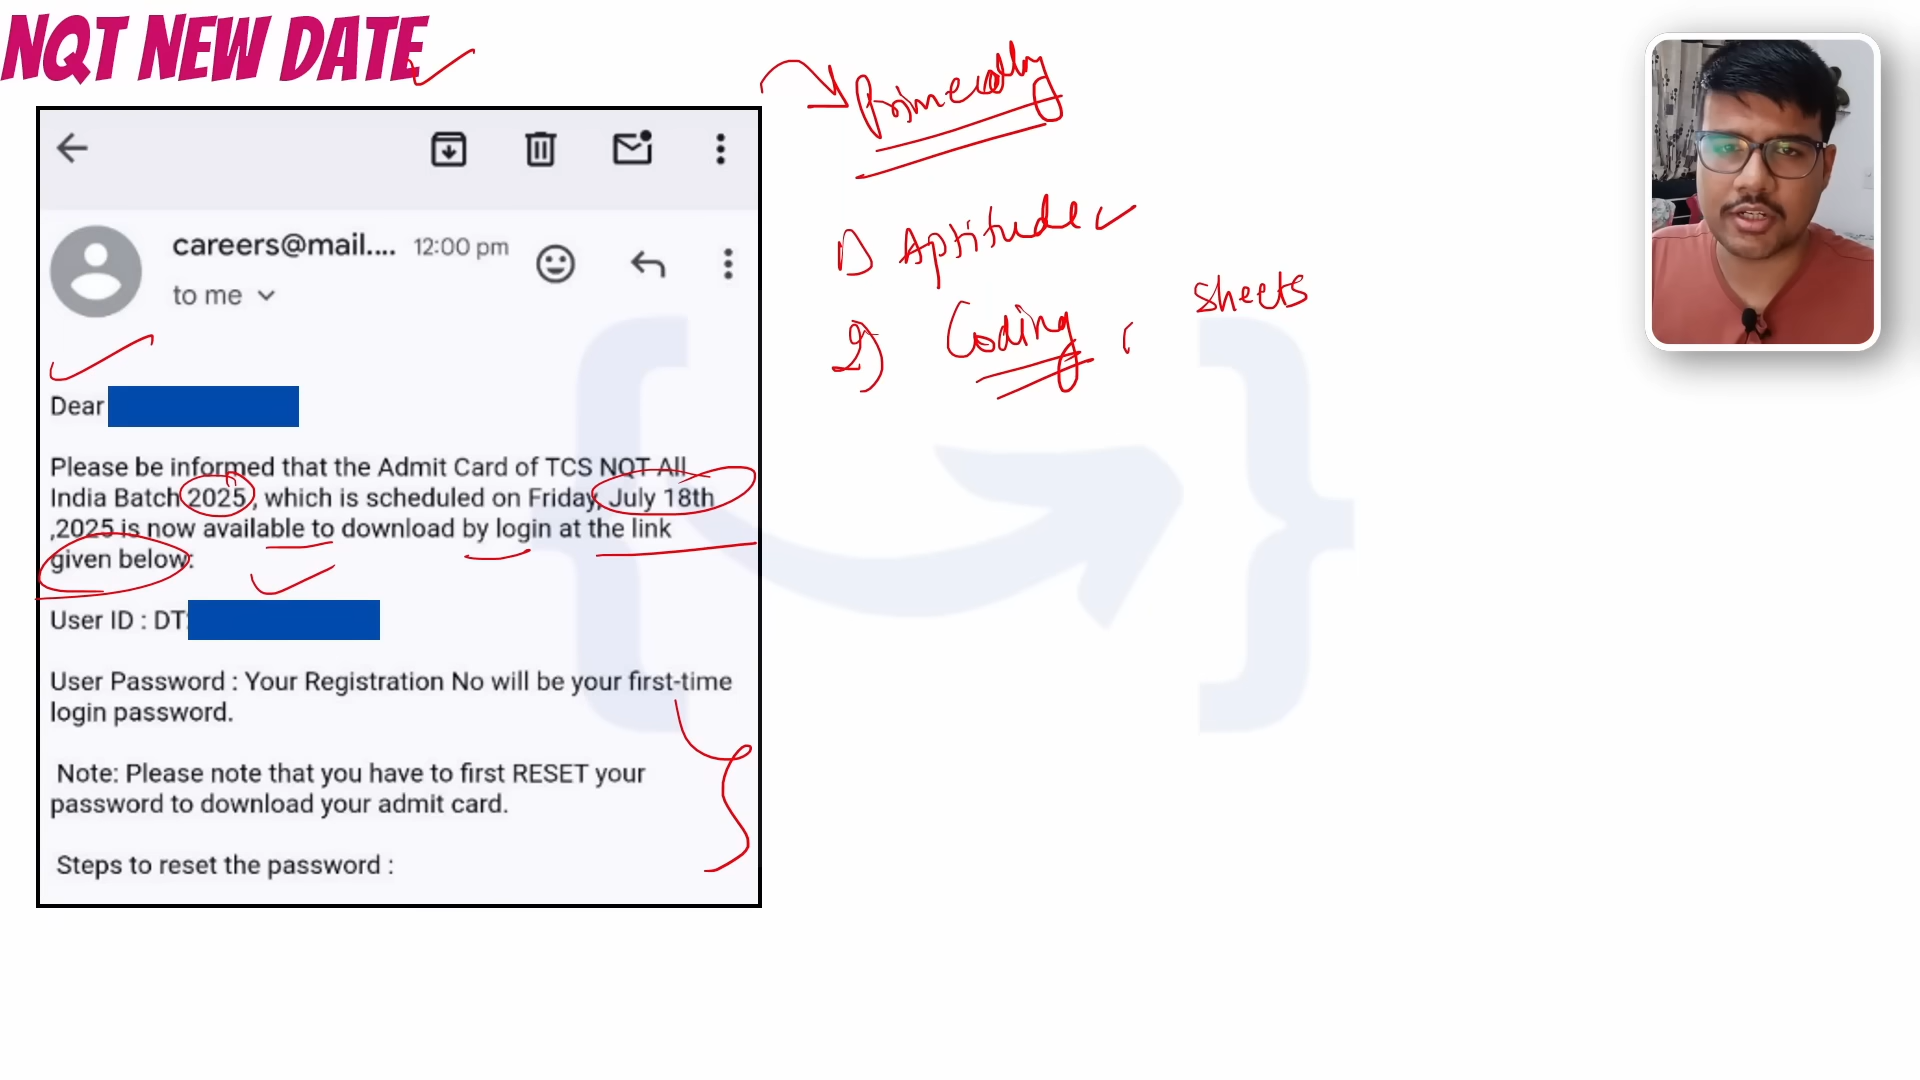 NQT NEW DATE
careers@mail.... 12:00 pm
to me
Dear
Please be informed that the Admit Card of TCS NQT All
India Batch 2025 , which is scheduled on Friday, July 18th
,2025 is now available to download by login at the link
given below:
User ID : DT
User Password : Your Registration No will be your first-time
login password.
Note: Please note that you have to first RESET your
password to download your admit card.
Steps to reset the password :
1) Aptitude
sheets
2) Coding